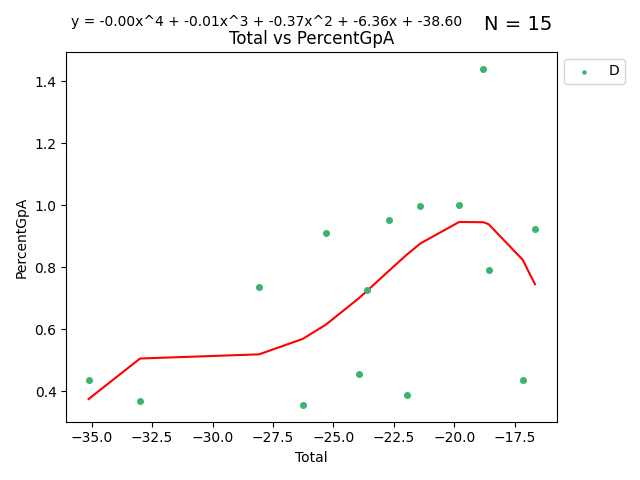 y = -0.00x^4 + -0.01x^3 + -0.37x^2 + -6.36x + -38.60
N = 15
Total vs PercentGpA
D
1.4
1.2
1.0
0.8
0.6
0.4
PercentGpA
−35.0 −32.5 −30.0 −27.5 −25.0 −22.5 −20.0 −17.5
Total